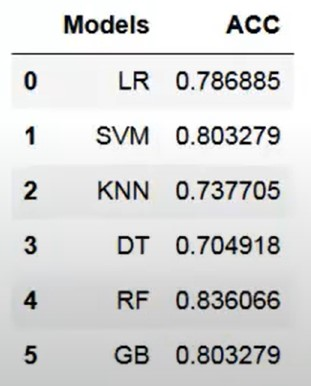 Models ACC
0 LR 0.786885
1 SVM 0.803279
2 KNN 0.737705
3 DT 0.704918
4 RF 0.836066
5 GB 0.803279